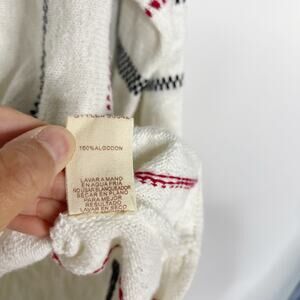 100%ALGODON
LAVAR A MANO
EN AGUA FRIA
NO USAR BLANQUEADOR
SECAR EN PLANO
PARA MEJOR
RESULTADO
LAVAR EN SECO